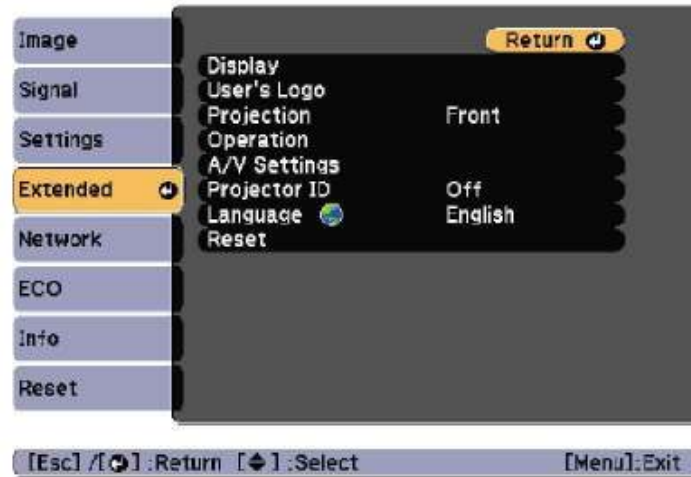 Image
Signal
Settings
Extended
Network
ECO
Info
Reset
Return
Display
User's Logo
Projection Front
Operation
A/V Settings
Projector ID Off
Language English
Reset
[Esc] /[ ] :Return [ ] :Select [Menu]:Exit